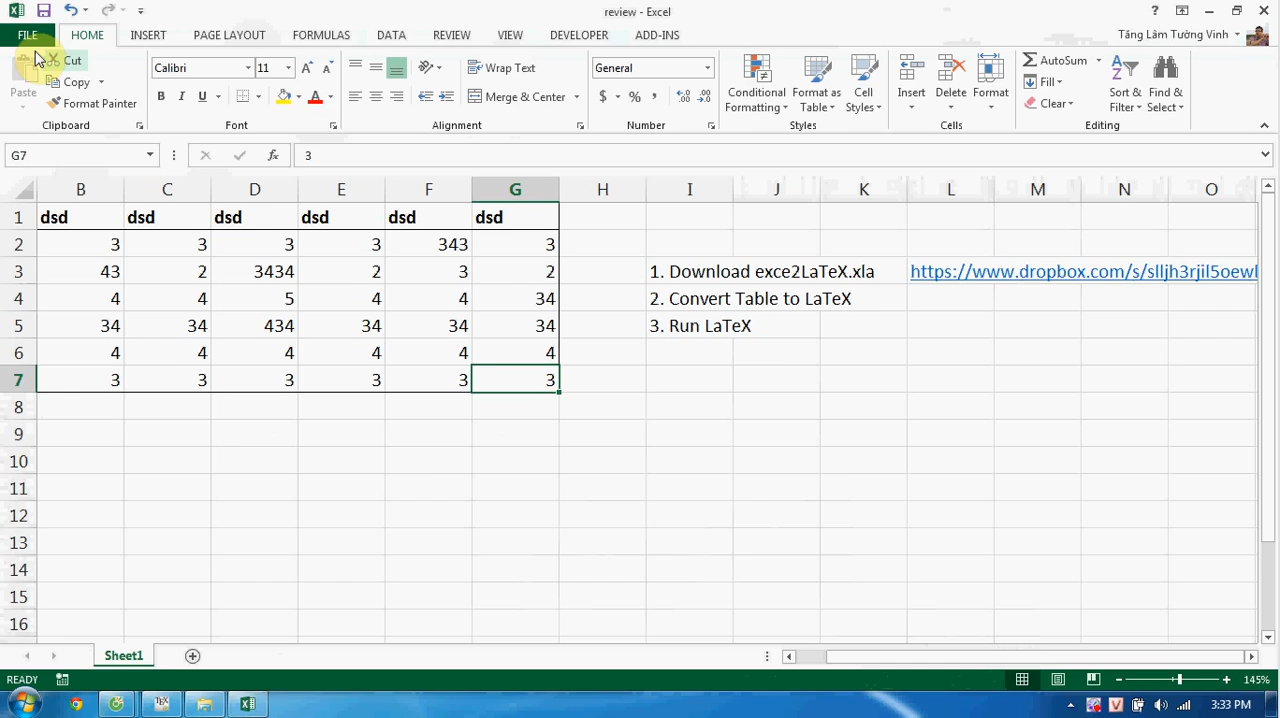 review - Excel
FILE HOME INSERT PAGE LAYOUT FORMULAS DATA REVIEW VIEW DEVELOPER ADD-INS Tăng Lâm Tường Vinh
Paste
Cut
Copy
Format Painter
Clipboard
Calibri 11
B I U
Font
Wrap Text
Merge & Center
Alignment
General
$ % ,
Number
Conditional Formatting
Format as Table
Cell Styles
Styles
Insert Delete Format
Cells
AutoSum
Fill
Clear
Sort & Filter
Find & Select
Editing
G7 fx 3
B C D E F G H I J K L M N O
1 dsd dsd dsd dsd dsd dsd
2 3 3 3 3 343 3
3 43 2 3434 2 3 2 1. Download exce2LaTeX.xla https://www.dropbox.com/s/slljh3rjil5oewl
4 4 4 5 4 4 34 2. Convert Table to LaTeX
5 34 34 434 34 34 34 3. Run LaTeX
6 4 4 4 4 4 4
7 3 3 3 3 3 3
8
9
10
11
12
13
14
15
16
Sheet1
READY 145%
3:33 PM